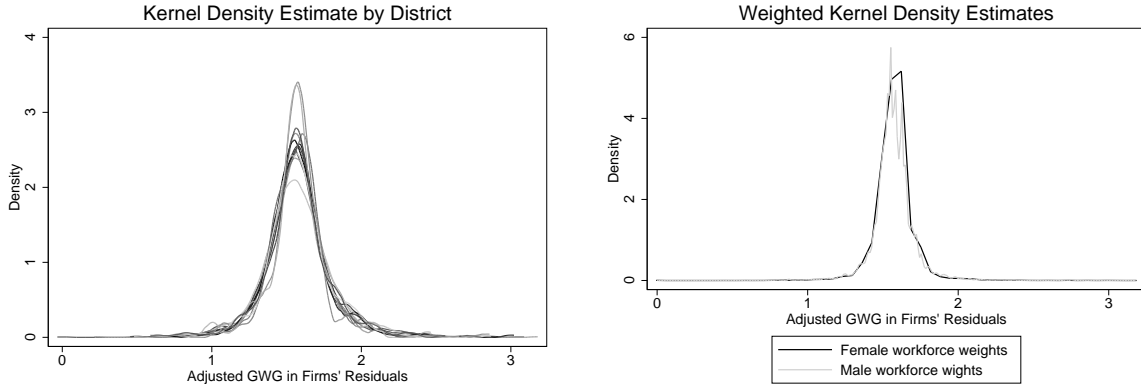 Kernel Density Estimate by District
4
3
2
1
0
Density
0 1 2 3
Adjusted GWG in Firms' Residuals
Weighted Kernel Density Estimates
6
4
2
0
Density
0 1 2 3
Adjusted GWG in Firms' Residuals
Female workforce weights
Male workforce wights